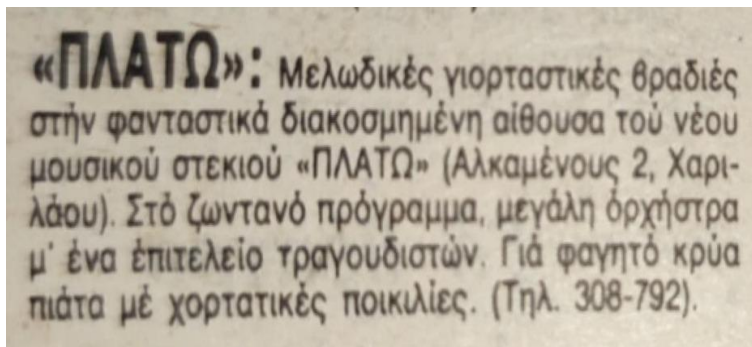 «ΠΛΑΤΩ»: Μελωδικές γιορταστικές βραδιές
στήν φανταστικά διακοσμημένη αίθουσα τού νέου
μουσικού στεκιού «ΠΛΑΤΩ» (Αλκαμένους 2, Χαρι-
λάου). Στό ζωντανό πρόγραμμα, μεγάλη όρχήστρα
μ' ένα έπιτελείο τραγουδιστών. Γιά φαγητό κρύα
πιάτα μέ χορτατικές ποικιλίες. (Τηλ. 308-792).